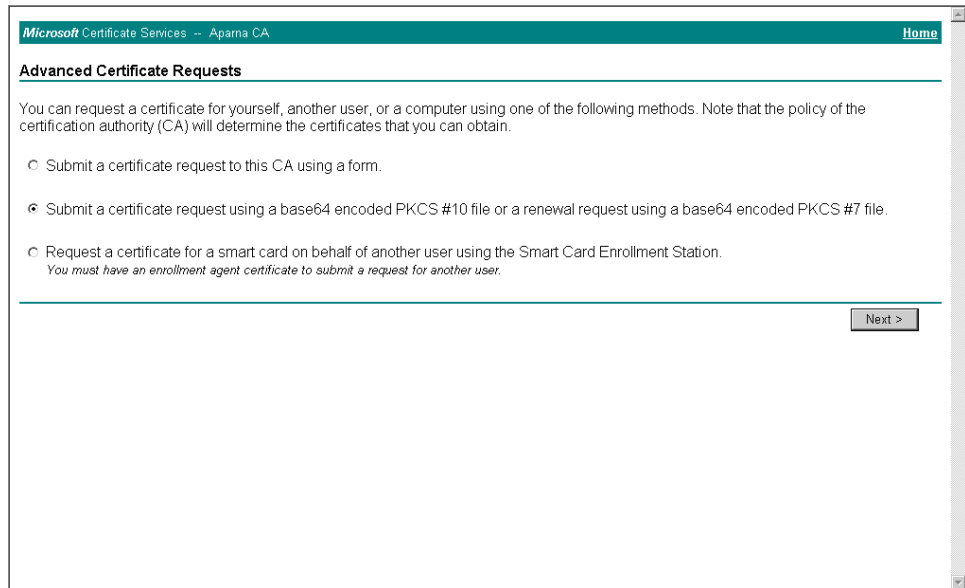 Microsoft Certificate Services -- Aparna CA
Home
Advanced Certificate Requests
You can request a certificate for yourself, another user, or a computer using one of the following methods. Note that the policy of the
certification authority (CA) will determine the certificates that you can obtain.
Submit a certificate request to this CA using a form.
Submit a certificate request using a base64 encoded PKCS #10 file or a renewal request using a base64 encoded PKCS #7 file.
Request a certificate for a smart card on behalf of another user using the Smart Card Enrollment Station.
You must have an enrollment agent certificate to submit a request for another user.
Next >